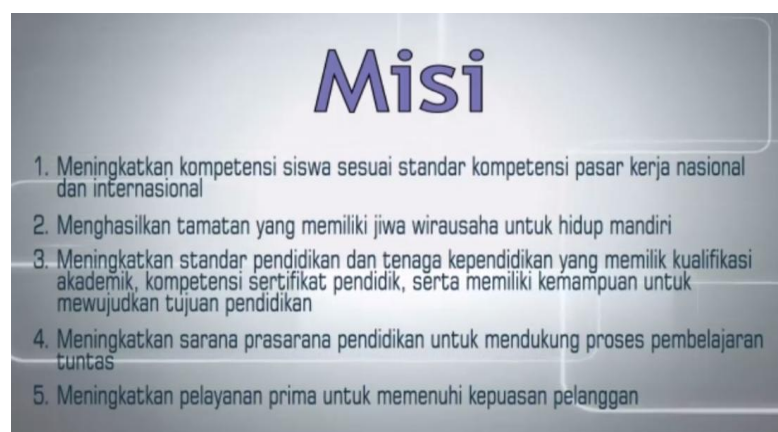 Misi
1. Meningkatkan kompetensi siswa sesuai standar kompetensi pasar kerja nasional
dan internasional
2. Menghasilkan tamatan yang memiliki jiwa wirausaha untuk hidup mandiri
3. Meningkatkan standar pendidikan dan tenaga kependidikan yang memilik kualifikasi
akademik, kompetensi sertifikat pendidik, serta memiliki kemampuan untuk
mewujudkan tujuan pendidikan
4. Meningkatkan sarana prasarana pendidikan untuk mendukung proses pembelajaran
tuntas
5. Meningkatkan pelayanan prima untuk memenuhi kepuasan pelanggan